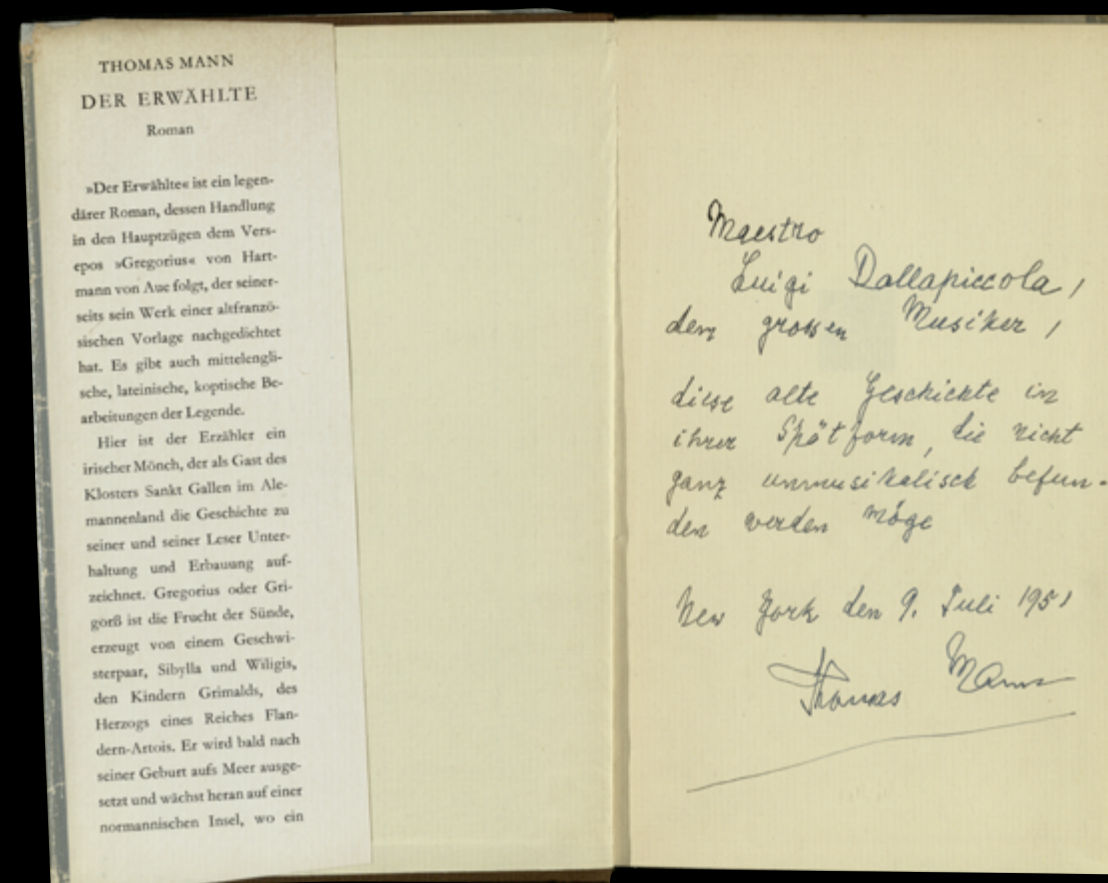 THOMAS MANN
DER ERWÄHLTE
Roman
»Der Erwählte« ist ein legen-
därer Roman, dessen Handlung
in den Hauptzügen dem Vers-
epos »Gregorius« von Hart-
mann von Aue folgt, der seiner-
seits sein Werk einer altfranzö-
sischen Vorlage nachgedichtet
hat. Es gibt auch mittelengli-
sche, lateinische, koptische Be-
arbeitungen der Legende.
Hier ist der Erzähler ein
irischer Mönch, der als Gast des
Klosters Sankt Gallen im Ale-
mannenland die Geschichte zu
seiner und seiner Leser Unter-
haltung und Erbauung auf-
zeichnet. Gregorius oder Gri-
gorß ist die Frucht der Sünde,
erzeugt von einem Geschwi-
sterpaar, Sibylla und Wiligis,
den Kindern Grimalds, des
Herzogs eines Reiches Flan-
dern-Artois. Er wird bald nach
seiner Geburt aufs Meer ausge-
setzt und wächst heran auf einer
normannischen Insel, wo ein
Maestro
Luigi Dallapiccola,
dem grossen Musiker,
diese alte Geschichte in
ihrer Spätform, die nicht
ganz unmusikalisch befun-
den werden möge
New York den 9. Juli 1951
Thomas Mann